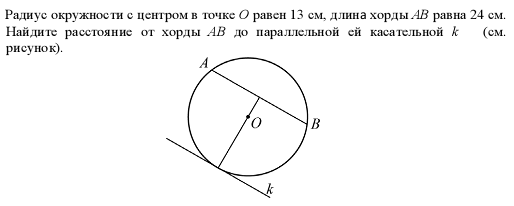 Радиус окружности с центром в точке O равен 13 см, длина хорды AB равна 24 см.
Найдите расстояние от хорды AB до параллельной ей касательной k (см.
рисунок).
A
O
B
k